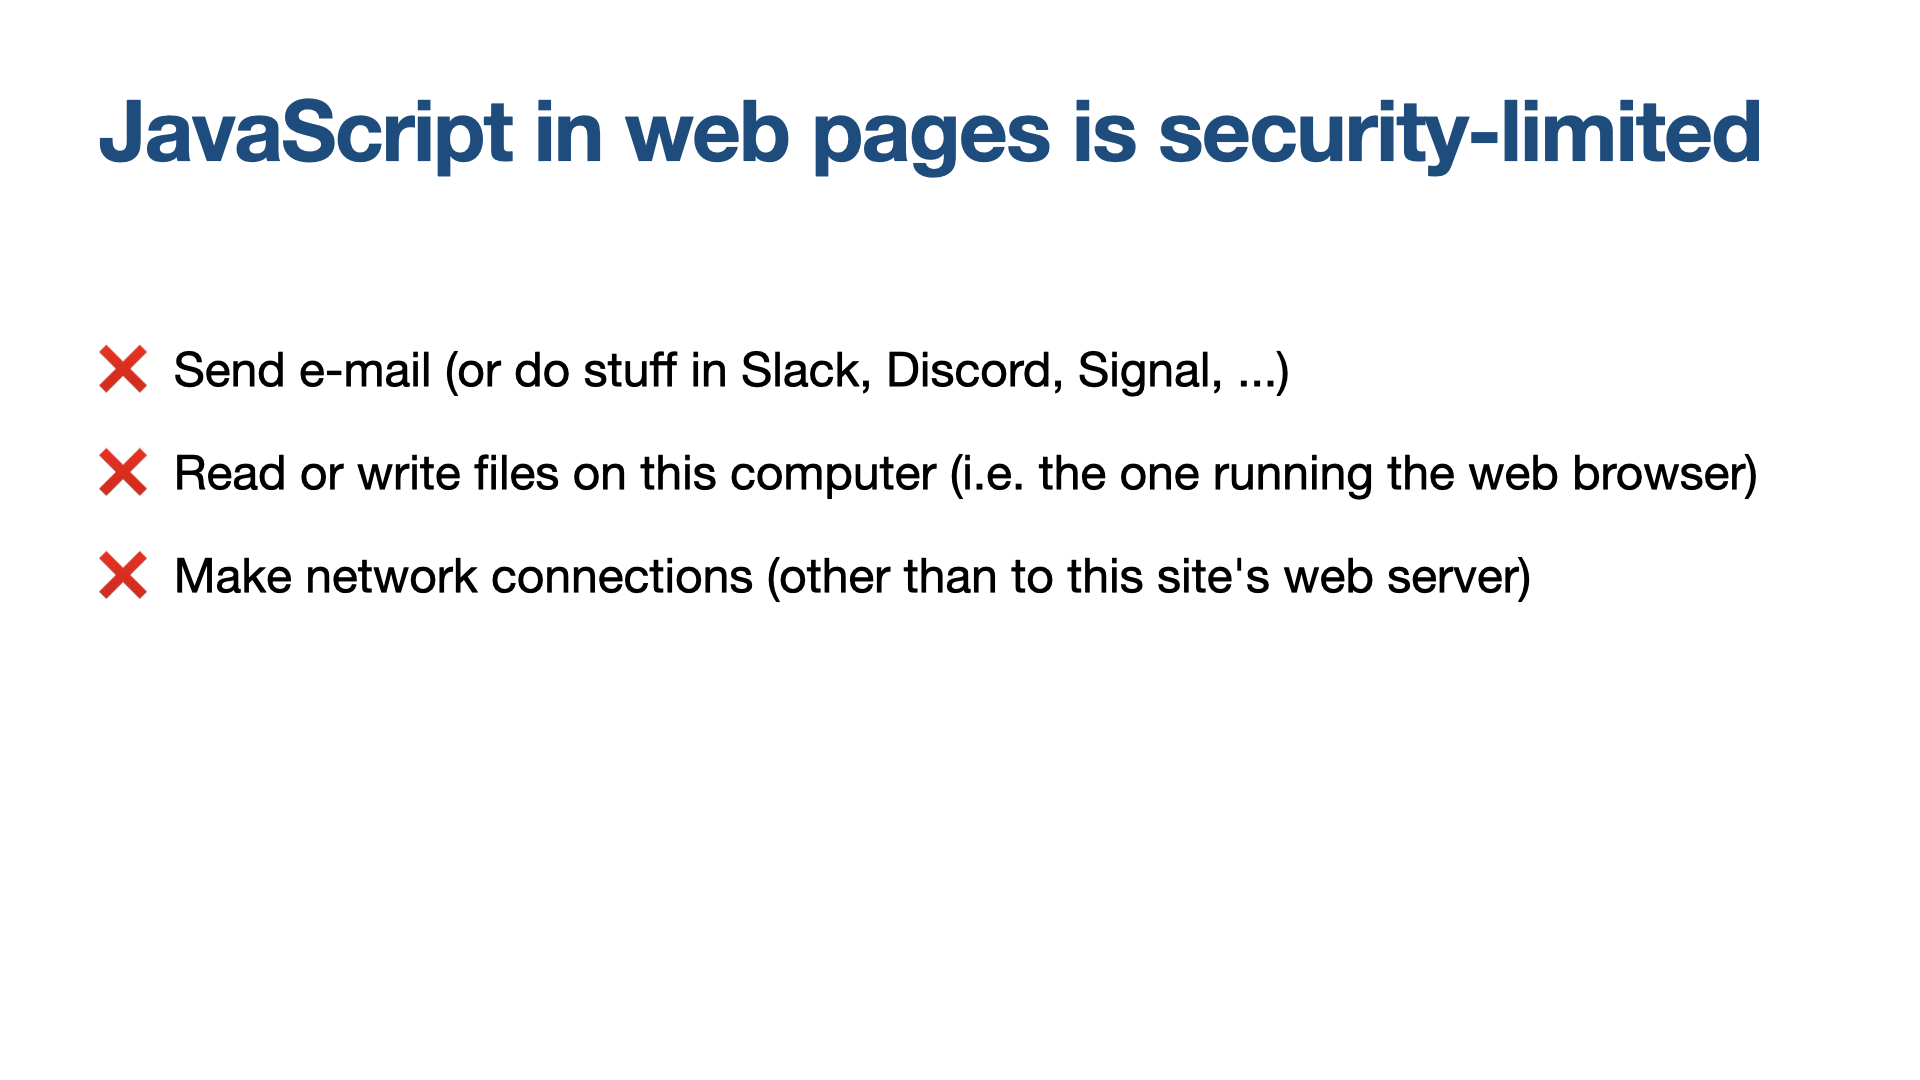 JavaScript in web pages is security-limited
❌ Send e-mail (or do stuff in Slack, Discord, Signal, ...)
❌ Read or write files on this computer (i.e. the one running the web browser)
❌ Make network connections (other than to this site's web server)